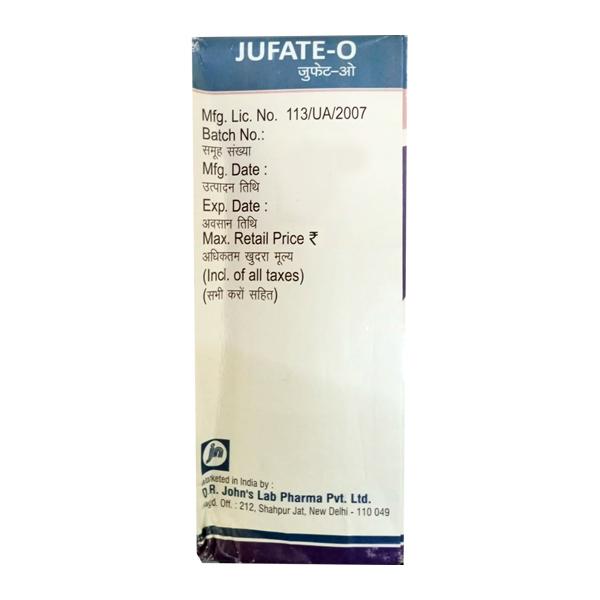 JUFATE-O
जुफेट-ओ
Mfg. Lic. No. 113/UA/2007
Batch No.:
समूह संख्या
Mfg. Date :
उत्पादन तिथि
Exp. Date :
अवसान तिथि
Max. Retail Price ₹
अधिकतम खुदरा मूल्य
(Incl. of all taxes)
(सभी करों सहित)
jn
Marketed in India by :
D.R. John's Lab Pharma Pvt. Ltd.
Regd. Off. : 212, Shahpur Jat, New Delhi - 110 049